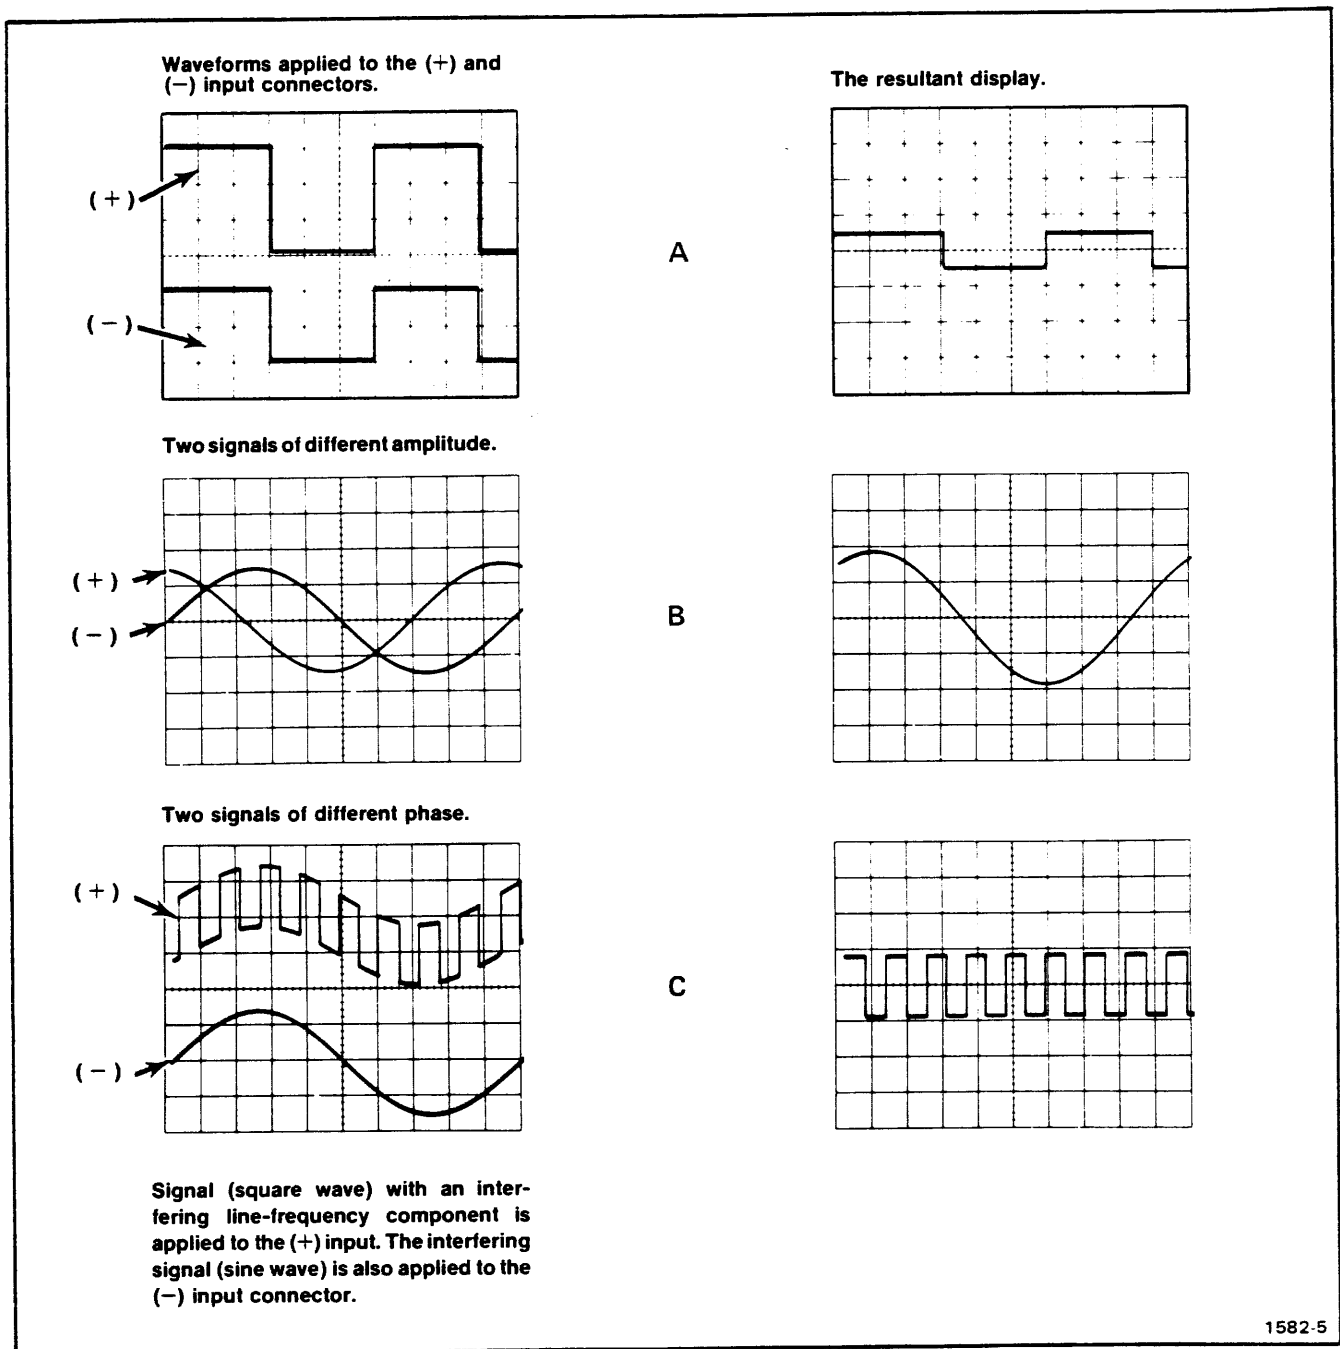 Waveforms applied to the (+) and
(−) input connectors.
The resultant display.
(+)
(−)
A
Two signals of different amplitude.
(+)
(−)
B
Two signals of different phase.
(+)
(−)
C
Signal (square wave) with an inter-
fering line-frequency component is
applied to the (+) input. The interfering
signal (sine wave) is also applied to the
(−) input connector.
1582-5